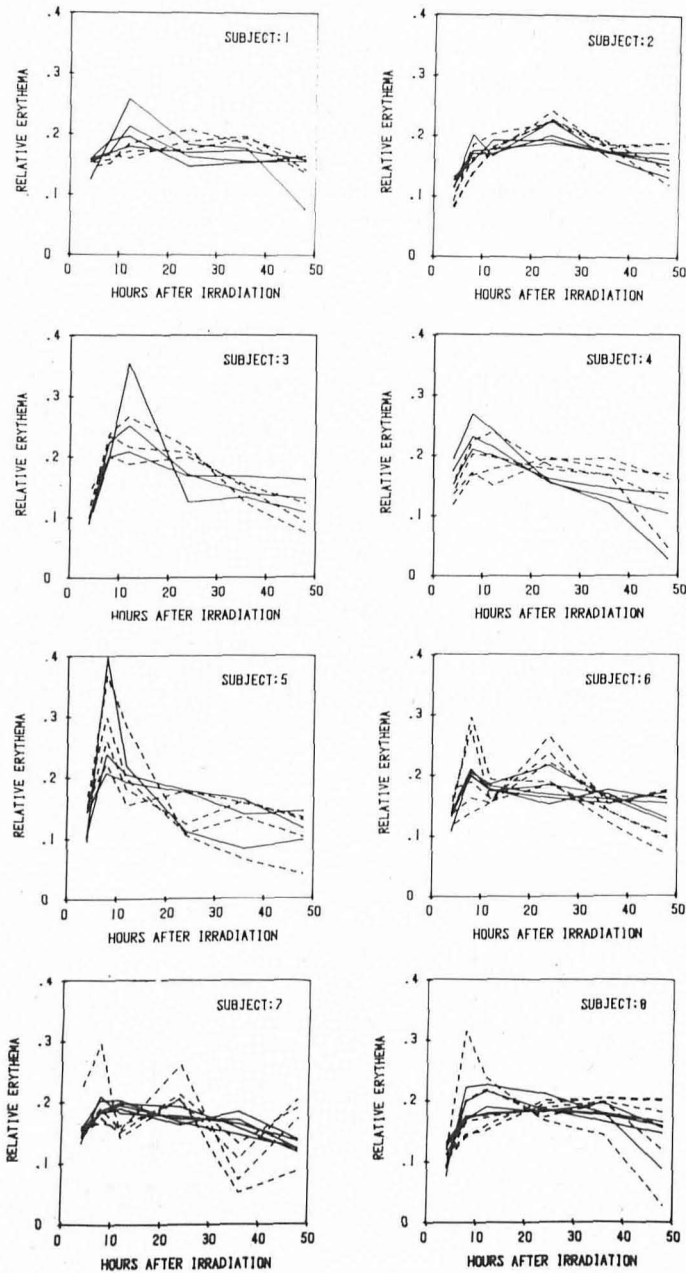 .4
SUBJECT:1
.3
RELATIVE ERYTHEMA
.2
.1
0
0 10 20 30 40 50
HOURS AFTER IRRADIATION
.4
SUBJECT:2
.3
RELATIVE ERYTHEMA
.2
.1
0
0 10 20 30 40 50
HOURS AFTER IRRADIATION
.4
SUBJECT:3
.3
RELATIVE ERYTHEMA
.2
.1
0
0 10 20 30 40 50
HOURS AFTER IRRADIATION
.4
SUBJECT:4
.3
RELATIVE ERYTHEMA
.2
.1
0
0 10 20 30 40 50
HOURS AFTER IRRADIATION
.4
SUBJECT:5
.3
RELATIVE ERYTHEMA
.2
.1
0
0 10 20 30 40 50
HOURS AFTER IRRADIATION
.4
SUBJECT:6
.3
RELATIVE ERYTHEMA
.2
.1
0
0 10 20 30 40 50
HOURS AFTER IRRADIATION
.4
SUBJECT:7
.3
RELATIVE ERYTHEMA
.2
.1
0
0 10 20 30 40 50
HOURS AFTER IRRADIATION
.4
SUBJECT:8
.3
RELATIVE ERYTHEMA
.2
.1
0
0 10 20 30 40 50
HOURS AFTER IRRADIATION